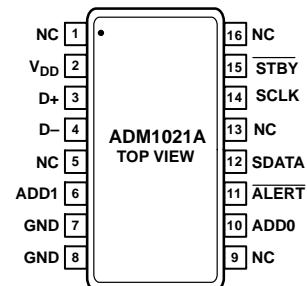 NC 1 16 NC
VDD 2 15 STBY
D+ 3 14 SCLK
D– 4 13 NC
ADM1021A
TOP VIEW
NC 5 12 SDATA
ADD1 6 11 ALERT
GND 7 10 ADD0
GND 8 9 NC